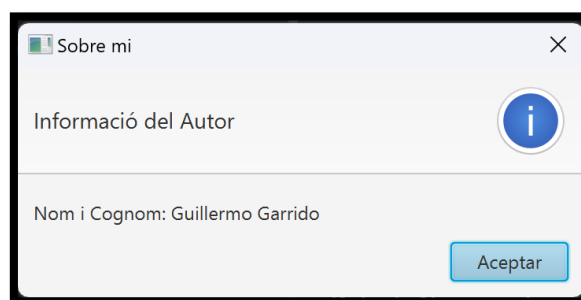 Sobre mi
Informació del Autor
Nom i Cognom: Guillermo Garrido
Aceptar